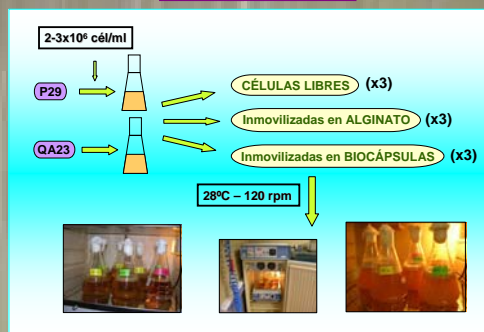 2-3x10⁶ cél/ml
P29
CÉLULAS LIBRES (x3)
Inmovilizadas en ALGINATO (x3)
QA23
Inmovilizadas en BIOCÁPSULAS (x3)
28ºC – 120 rpm